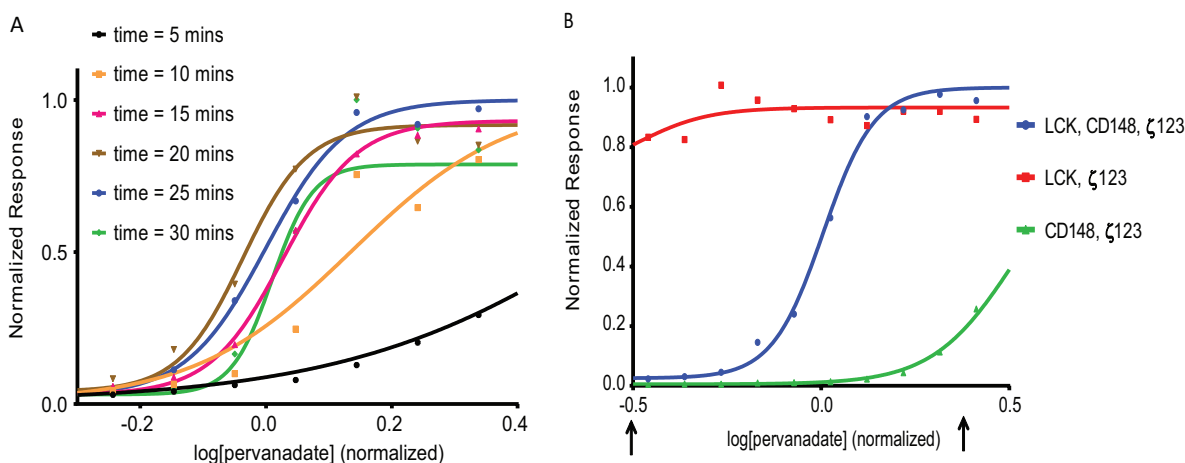 A
time = 5 mins
time = 10 mins
time = 15 mins
time = 20 mins
time = 25 mins
time = 30 mins
Normalized Response
1.0
0.5
0.0
-0.2
0.0
0.2
0.4
log[pervanadate] (normalized)
B
Normalized Response
1.0
0.8
0.6
0.4
0.2
0.0
-0.5
0.0
0.5
log[pervanadate] (normalized)
LCK, CD148, ζ123
LCK, ζ123
CD148, ζ123